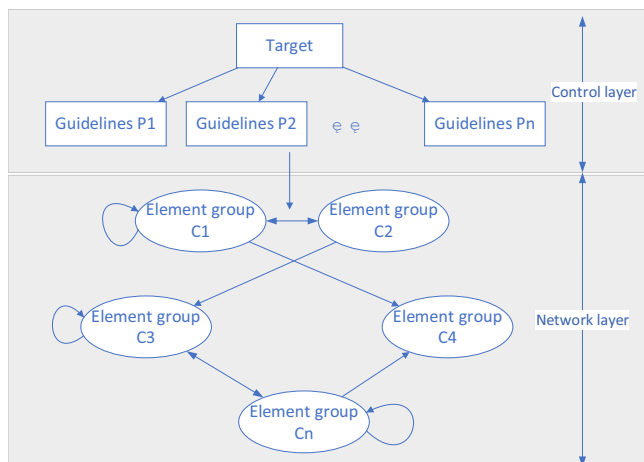 Target
Control layer
Guidelines P1
Guidelines P2
ҿ ҿ
Guidelines Pn
Element group
C1
Element group
C2
Element group
C3
Element group
C4
Network layer
Element group
Cn